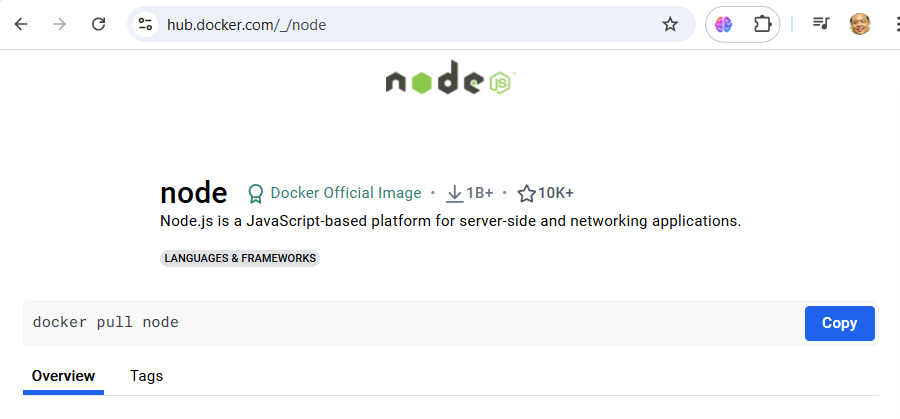 hub.docker.com/_/node
node JS
node Docker Official Image • 1B+ • 10K+
Node.js is a JavaScript-based platform for server-side and networking applications.
LANGUAGES & FRAMEWORKS
docker pull node
Copy
Overview Tags